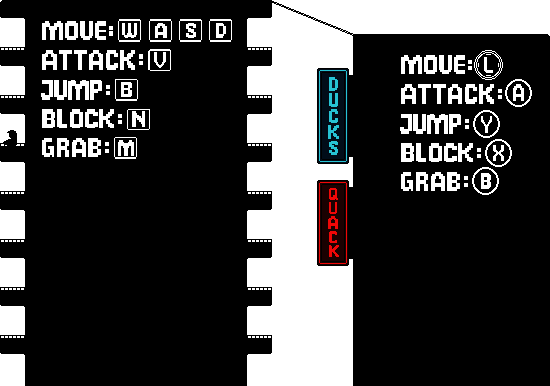 MOVE: W A S D
ATTACK: V
JUMP: B
BLOCK: N
GRAB: M
DUCKS
QUACK
MOVE: L
ATTACK: A
JUMP: Y
BLOCK: X
GRAB: B